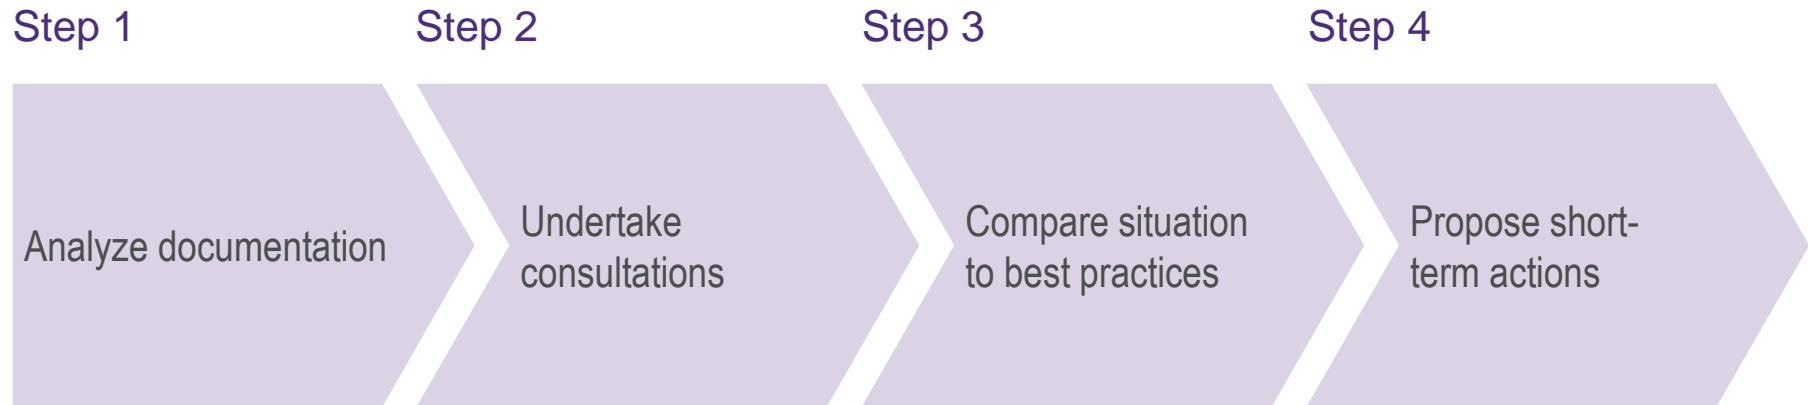 Step 1
Step 2
Step 3
Step 4
Analyze documentation
Undertake
consultations
Compare situation
to best practices
Propose short-
term actions